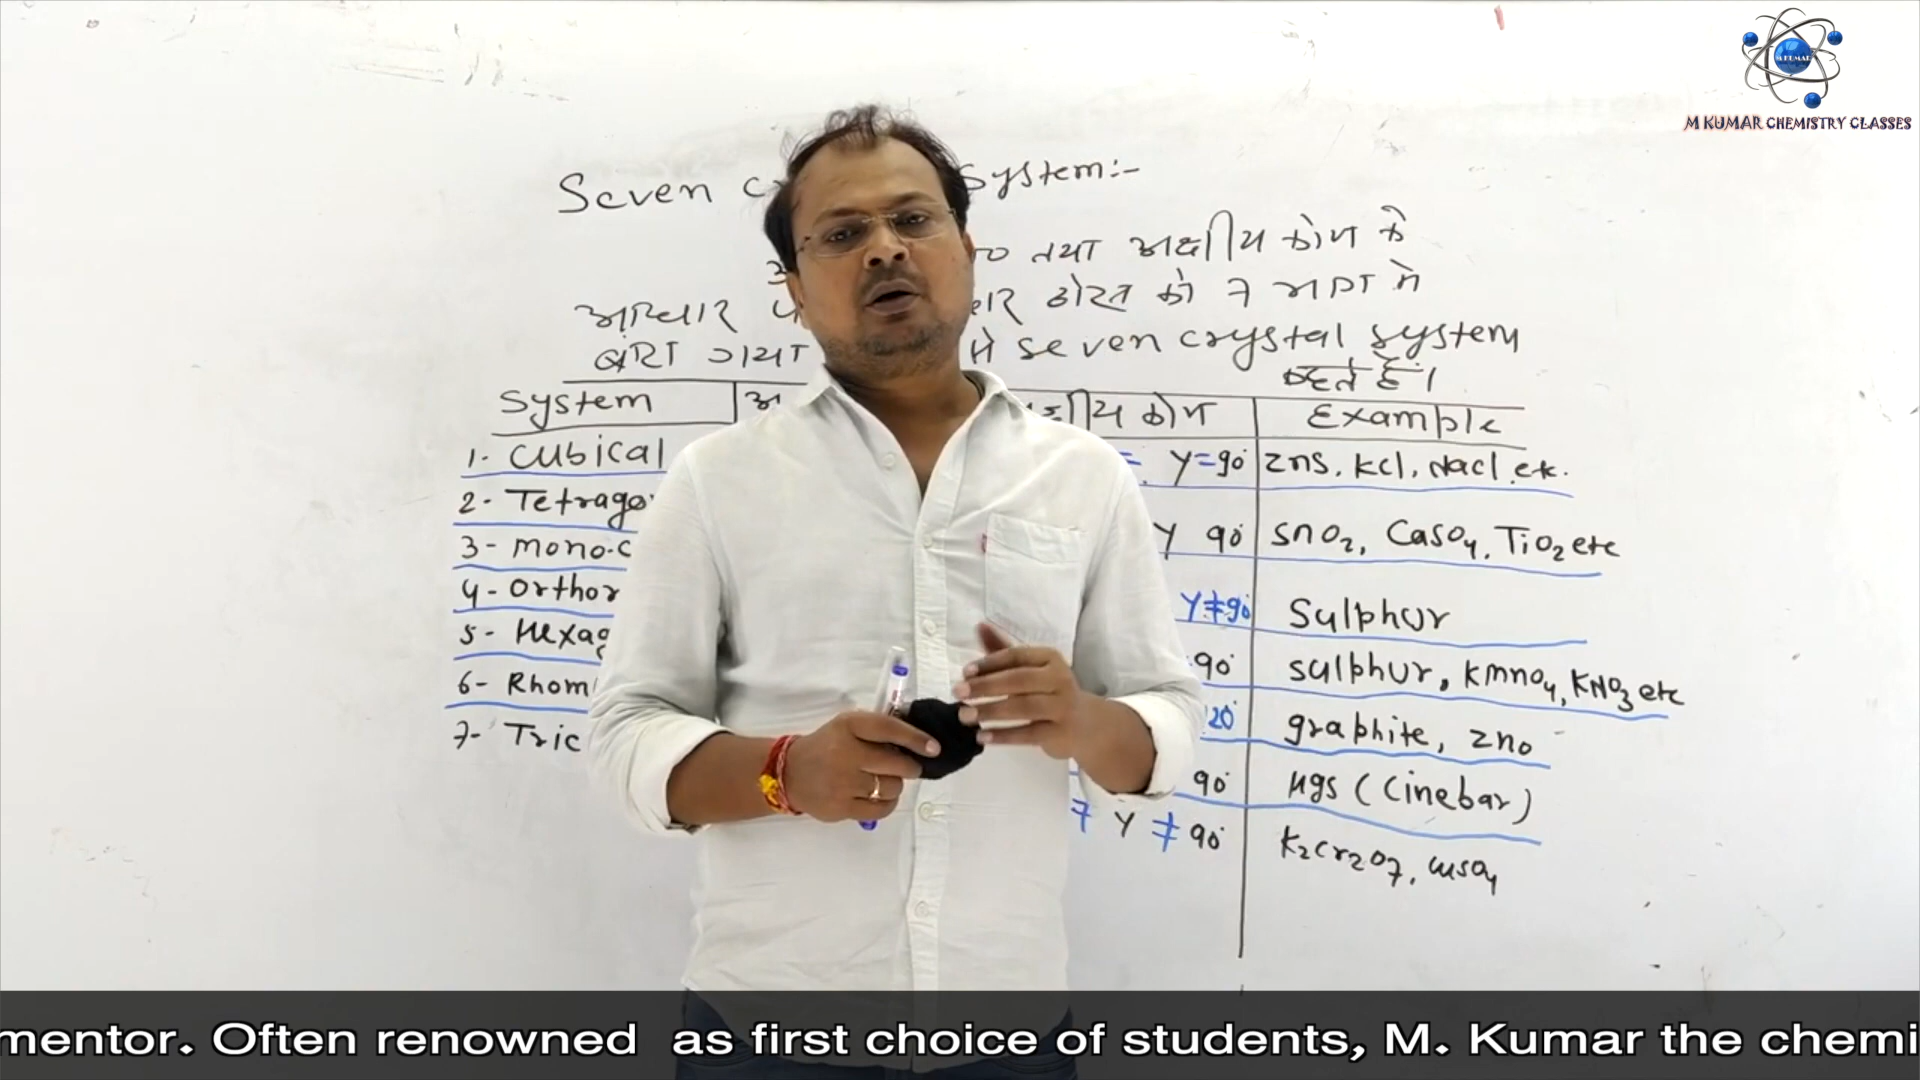 M KUMAR
M KUMAR CHEMISTRY CLASSES
Seven System:-
तथा अक्षीय कोण के
आधार ठोस को 7 भाग में
बांटा गया seven crystal system
कहते हैं।
System Example
1. Cubical = γ=90° ZnS, KCl, NaCl etc.
2- Tetrago γ 90° SnO₂, CaSO₄, TiO₂ etc
3- mono-c γ≠90° Sulphur
4- Orthor 90° Sulphur, KMnO₄, KNO₃ etc
5- Hexag 120° graphite, ZnO
6- Rhom 90° HgS (Cinebar)
7- Tric ≠ γ ≠ 90° K₂Cr₂O₇, CuSO₄
mentor. Often renowned as first choice of students, M. Kumar the chemi